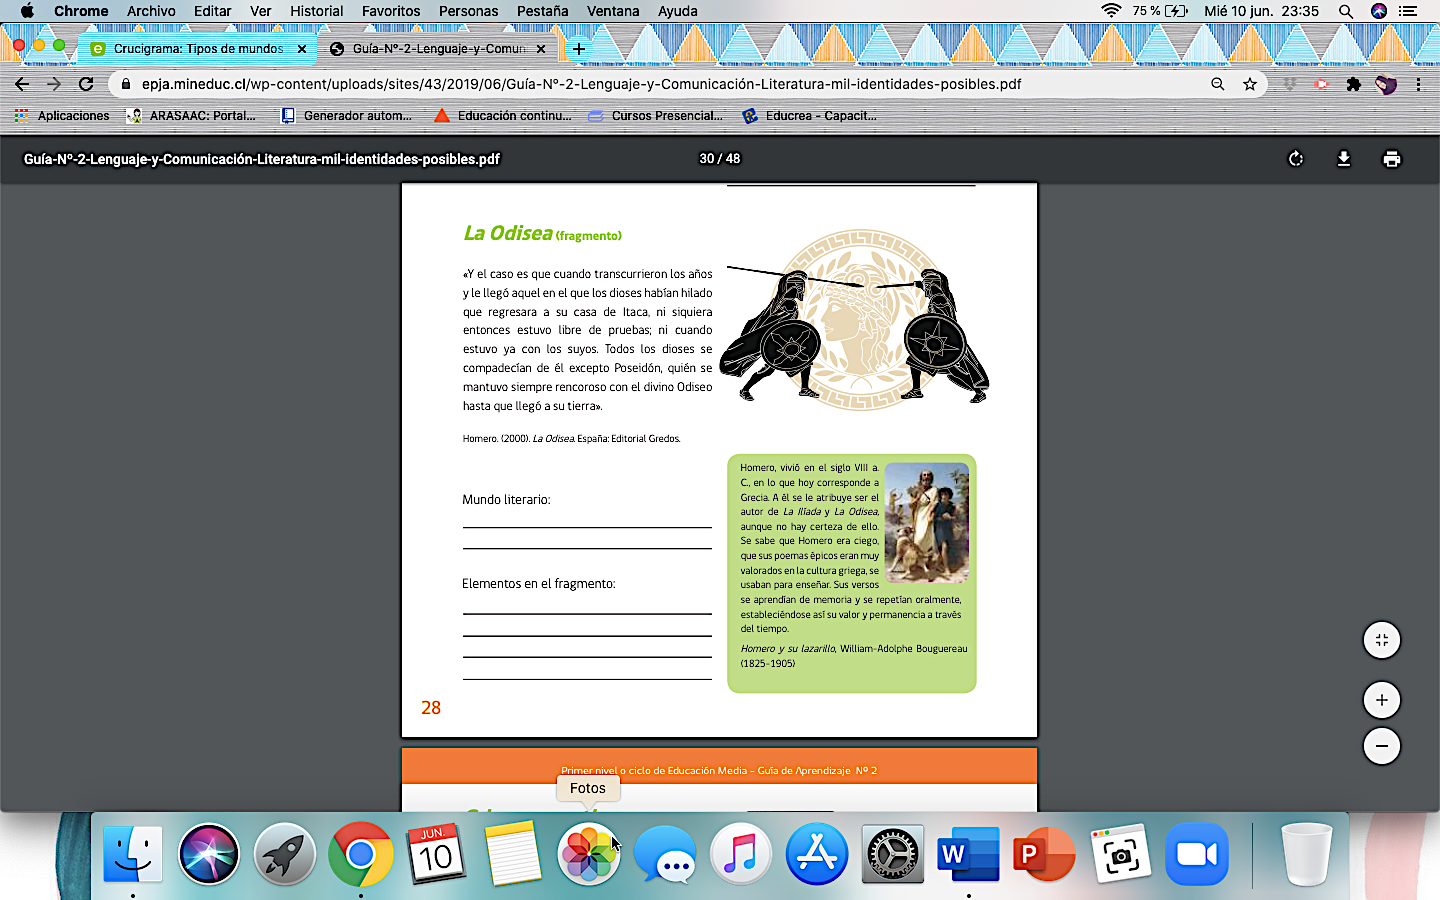 Chrome Archivo Editar Ver Historial Favoritos Personas Pestaña Ventana Ayuda 75 % Mié 10 jun. 23:35
Crucigrama: Tipos de mundos Guía-Nº-2-Lenguaje-y-Comun
epja.mineduc.cl/wp-content/uploads/sites/43/2019/06/Guía-Nº-2-Lenguaje-y-Comunicación-Literatura-mil-identidades-posibles.pdf
Aplicaciones ARASAAC: Portal... Generador autom... Educación continu... Cursos Presencial... Educrea - Capacit...
Guía-Nº-2-Lenguaje-y-Comunicación-Literatura-mil-identidades-posibles.pdf 30 / 48
La Odisea (fragmento)
«Y el caso es que cuando transcurrieron los años
y le llegó aquel en el que los dioses habían hilado
que regresara a su casa de Itaca, ni siquiera
entonces estuvo libre de pruebas; ni cuando
estuvo ya con los suyos. Todos los dioses se
compadecían de él excepto Poseidón, quién se
mantuvo siempre rencoroso con el divino Odiseo
hasta que llegó a su tierra».
Homero. (2000). La Odisea. España: Editorial Gredos.
Mundo literario:
Elementos en el fragmento:
28
Homero, vivió en el siglo VIII a.
C., en lo que hoy corresponde a
Grecia. A él se le atribuye ser el
autor de La Ilíada y La Odisea,
aunque no hay certeza de ello.
Se sabe que Homero era ciego,
que sus poemas épicos eran muy
valorados en la cultura griega, se
usaban para enseñar. Sus versos
se aprendían de memoria y se repetían oralmente,
estableciéndose así su valor y permanencia a través
del tiempo.
Homero y su lazarillo, William-Adolphe Bouguereau
(1825-1905)
Primer nivel o ciclo de Educación Media - Guía de Aprendizaje Nº 2
Fotos
JUN.
10
W
P